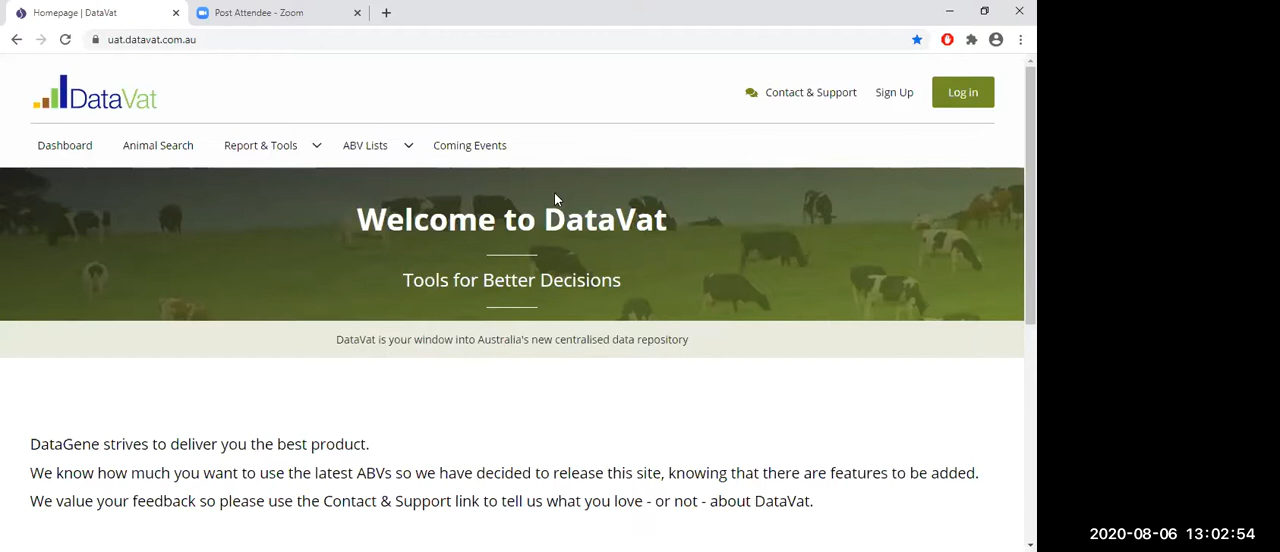 Homepage | DataVat
Post Attendee - Zoom
uat.datavat.com.au
DataVat
Contact & Support
Sign Up
Log in
Dashboard
Animal Search
Report & Tools
ABV Lists
Coming Events
Welcome to DataVat
Tools for Better Decisions
DataVat is your window into Australia's new centralised data repository
DataGene strives to deliver you the best product.
We know how much you want to use the latest ABVs so we have decided to release this site, knowing that there are features to be added.
We value your feedback so please use the Contact & Support link to tell us what you love - or not - about DataVat.
2020-08-06 13:02:54